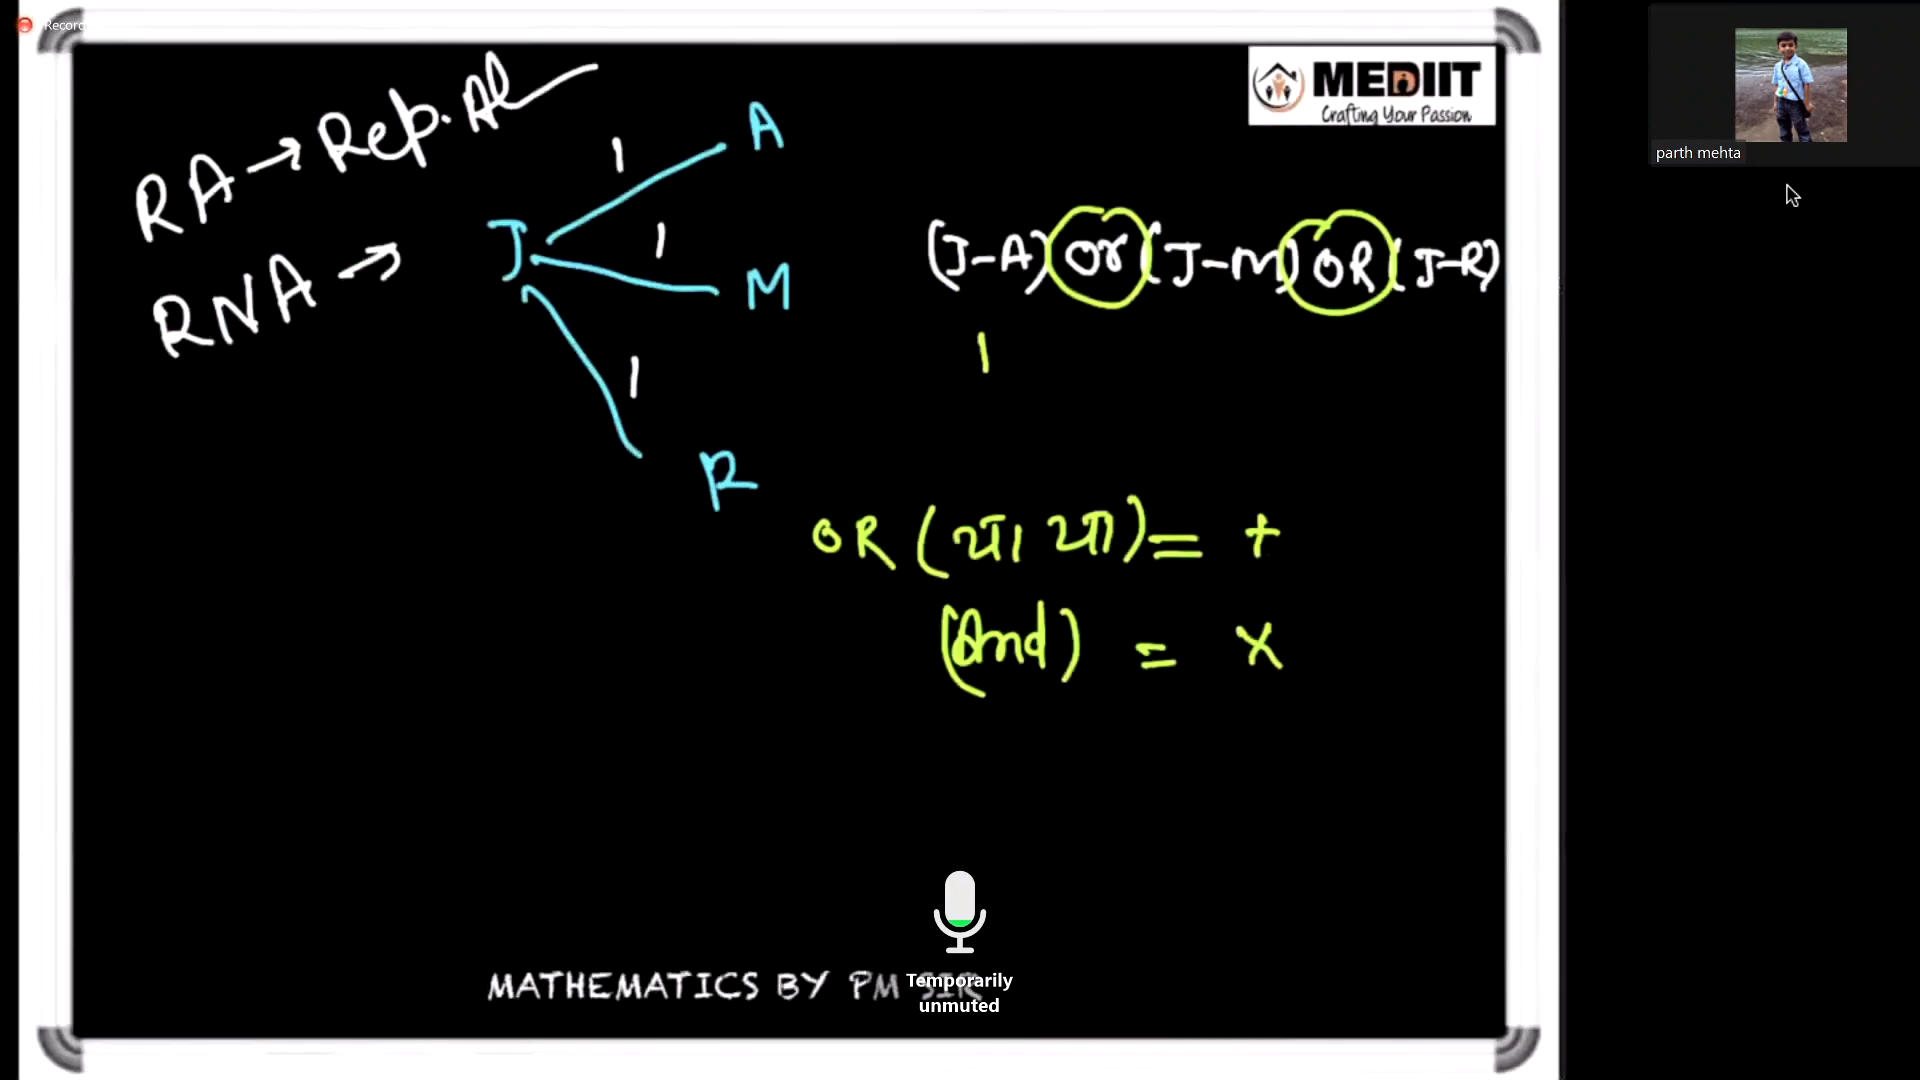 Record
MEDIIT
Crafting Your Passion
parth mehta
RA → Rep. Al
RNA →
J
1 A
1 M
1 R
(J-A) or (J-M) OR (J-R)
1
OR (या या) = +
(And) = X
MATHEMATICS BY PM SIR
Temporarily
unmuted